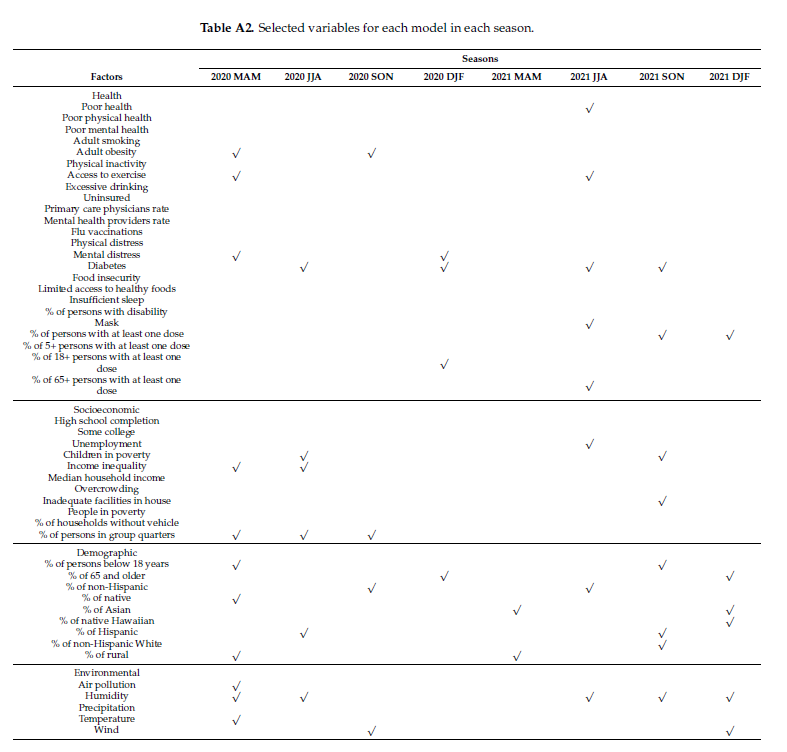 Table A2. Selected variables for each model in each season.
Seasons
Factors 2020 MAM 2020 JJA 2020 SON 2020 DJF 2021 MAM 2021 JJA 2021 SON 2021 DJF
Health
Poor health √
Poor physical health
Poor mental health
Adult smoking
Adult obesity √ √
Physical inactivity
Access to exercise √ √
Excessive drinking
Uninsured
Primary care physicians rate
Mental health providers rate
Flu vaccinations
Physical distress
Mental distress √ √
Diabetes √ √ √ √
Food insecurity
Limited access to healthy foods
Insufficient sleep
% of persons with disability
Mask √
% of persons with at least one dose √ √
% of 5+ persons with at least one dose
% of 18+ persons with at least one
dose √
% of 65+ persons with at least one
dose √
Socioeconomic
High school completion
Some college
Unemployment √
Children in poverty √ √
Income inequality √ √
Median household income
Overcrowding
Inadequate facilities in house √
People in poverty
% of households without vehicle
% of persons in group quarters √ √ √
Demographic
% of persons below 18 years √ √
% of 65 and older √ √
% of non-Hispanic √ √
% of native √
% of Asian √ √
% of native Hawaiian √
% of Hispanic √ √
% of non-Hispanic White √
% of rural √ √
Environmental
Air pollution √
Humidity √ √ √ √ √
Precipitation
Temperature √
Wind √ √